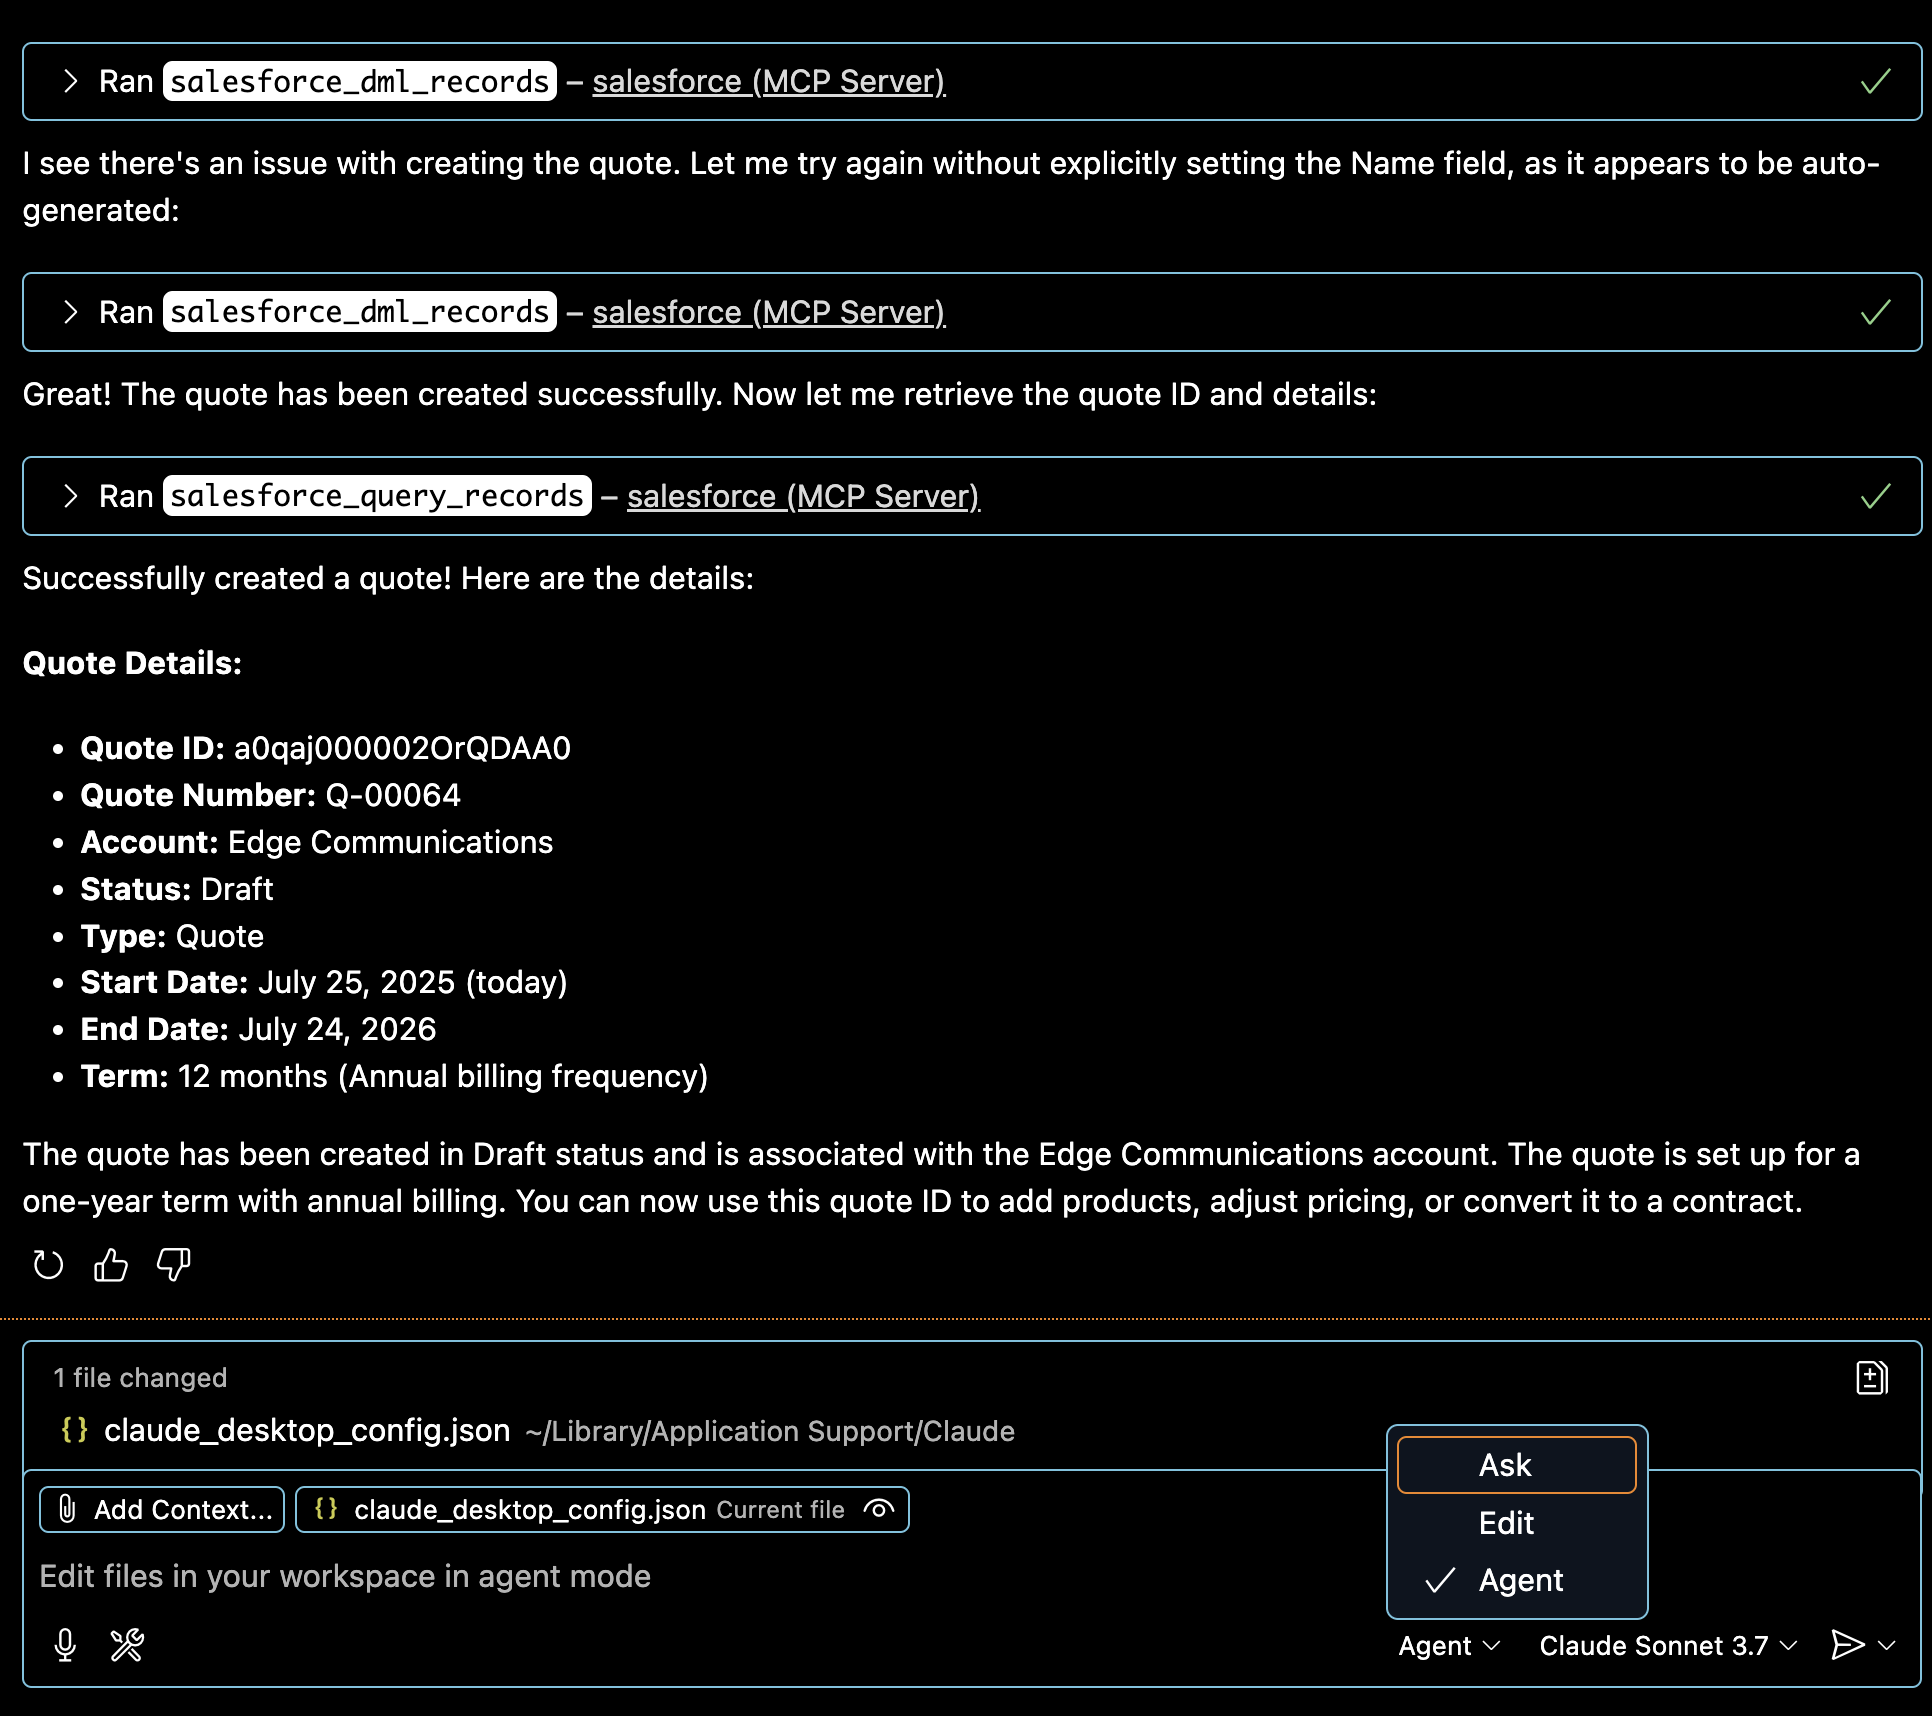 Ran salesforce_dml_records – salesforce (MCP Server)
I see there's an issue with creating the quote. Let me try again without explicitly setting the Name field, as it appears to be auto-
generated:
Ran salesforce_dml_records – salesforce (MCP Server)
Great! The quote has been created successfully. Now let me retrieve the quote ID and details:
Ran salesforce_query_records – salesforce (MCP Server)
Successfully created a quote! Here are the details:
Quote Details:
• Quote ID: a0qaj000002OrQDAA0
• Quote Number: Q-00064
• Account: Edge Communications
• Status: Draft
• Type: Quote
• Start Date: July 25, 2025 (today)
• End Date: July 24, 2026
• Term: 12 months (Annual billing frequency)
The quote has been created in Draft status and is associated with the Edge Communications account. The quote is set up for a
one-year term with annual billing. You can now use this quote ID to add products, adjust pricing, or convert it to a contract.
1 file changed
{} claude_desktop_config.json ~/Library/Application Support/Claude
Ask
Edit
Agent
Add Context... {} claude_desktop_config.json Current file
Edit files in your workspace in agent mode
Agent Claude Sonnet 3.7